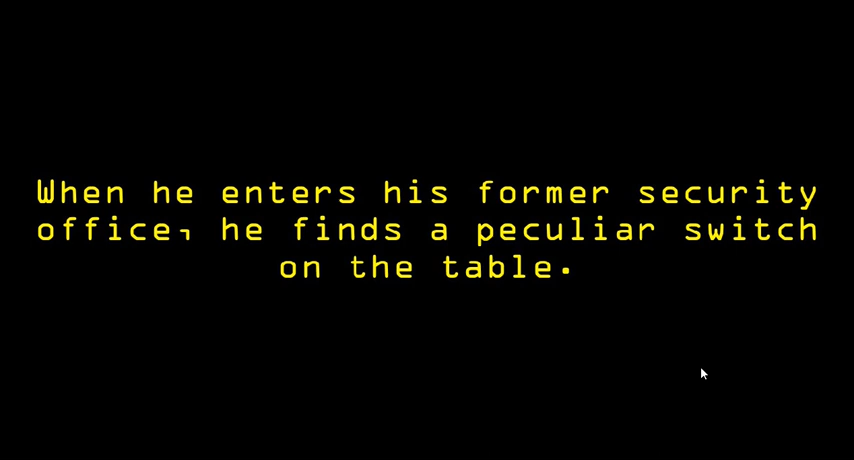 When he enters his former security
office, he finds a peculiar switch
on the table.